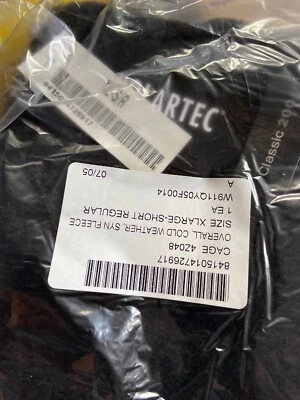 8415014726917
CAGE 4Z048
OVERALL, COLD WEATHER, SYN FLEECE
SIZE XLARGE-SHORT REGULAR
1 EA
W911QY05F0014
A
07/05
ARTEC
Classic 200